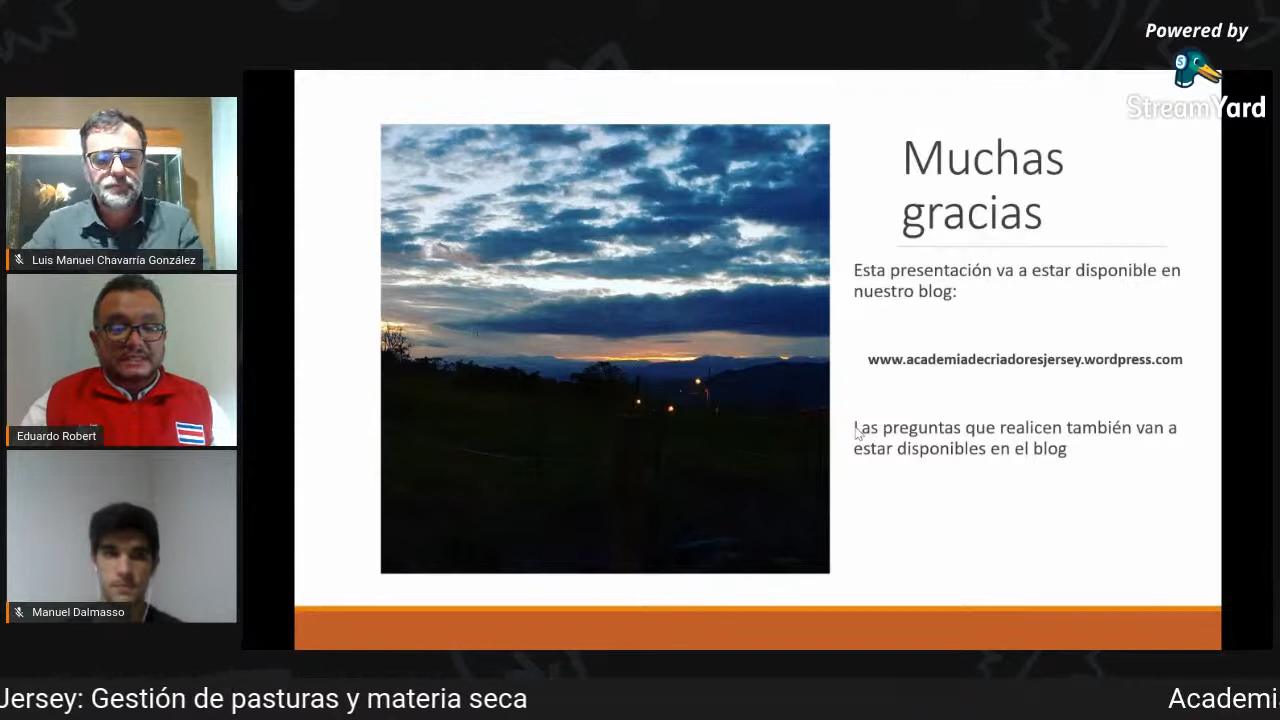 Powered by
StreamYard
Luis Manuel Chavarría González
Eduardo Robert
Manuel Dalmasso
Muchas
gracias
Esta presentación va a estar disponible en
nuestro blog:
www.academiadecriadoresjersey.wordpress.com
Las preguntas que realicen también van a
estar disponibles en el blog
Jersey: Gestión de pasturas y materia seca
Academi